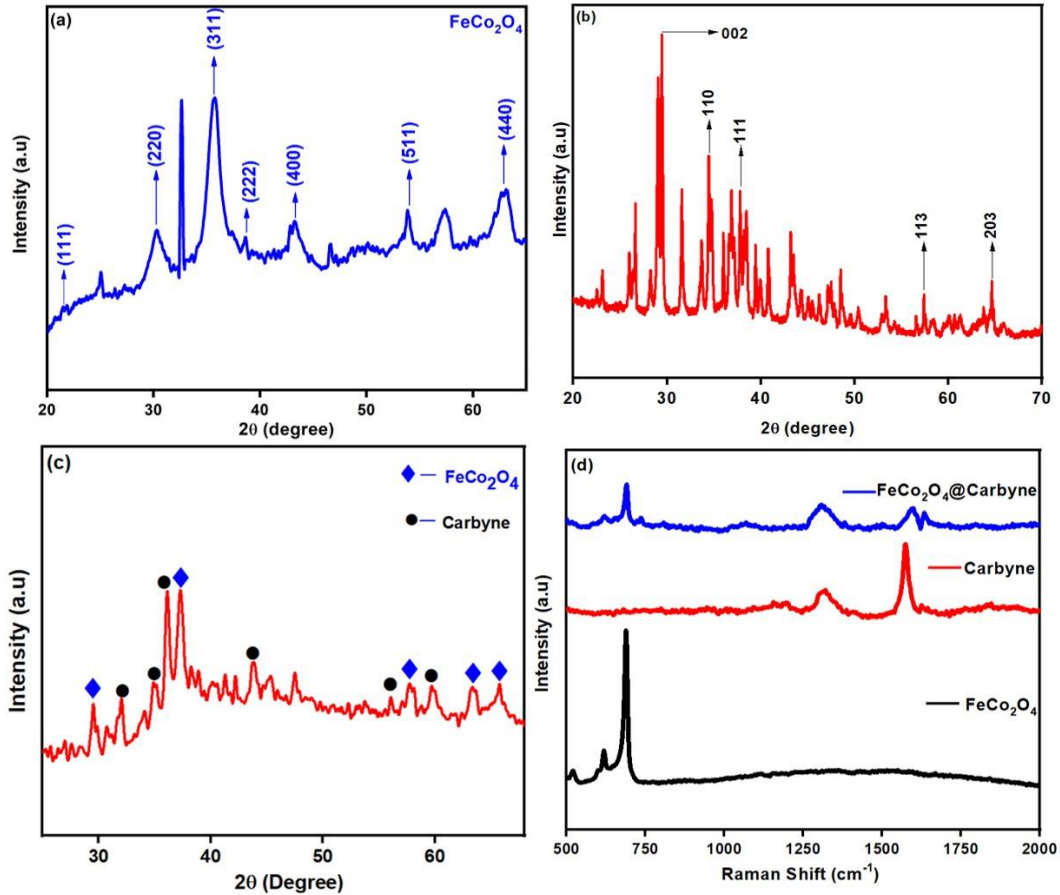 (a)
FeCo₂O₄
(111)
(220)
(311)
(222)
(400)
(511)
(440)
Intensity (a.u)
20 30 40 50 60
2θ (degree)
(b)
002
110
111
113
203
Intensity (a.u)
20 30 40 50 60 70
2θ (degree)
(c)
FeCo₂O₄
Carbyne
Intensity (a.u)
30 40 50 60
2θ (Degree)
(d)
FeCo₂O₄@Carbyne
Carbyne
FeCo₂O₄
Intensity (a.u)
500 750 1000 1250 1500 1750 2000
Raman Shift (cm⁻¹)